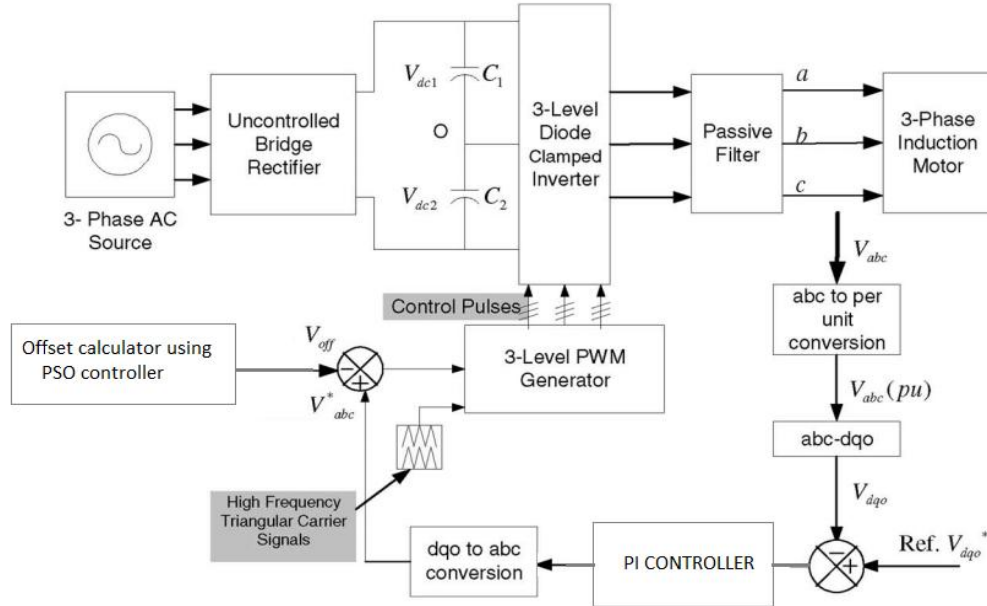 3- Phase AC
Source
Uncontrolled
Bridge
Rectifier
V_dc1
C_1
O
V_dc2
C_2
3-Level
Diode
Clamped
Inverter
Passive
Filter
a
b
c
3-Phase
Induction
Motor
V_abc
abc to per
unit
conversion
V_abc(pu)
abc-dqo
V_dqo
Ref. V_dqo*
- +
PI CONTROLLER
dqo to abc
conversion
High Frequency
Triangular Carrier
Signals
V*_abc
- +
V_off
Offset calculator using
PSO controller
3-Level PWM
Generator
Control Pulses